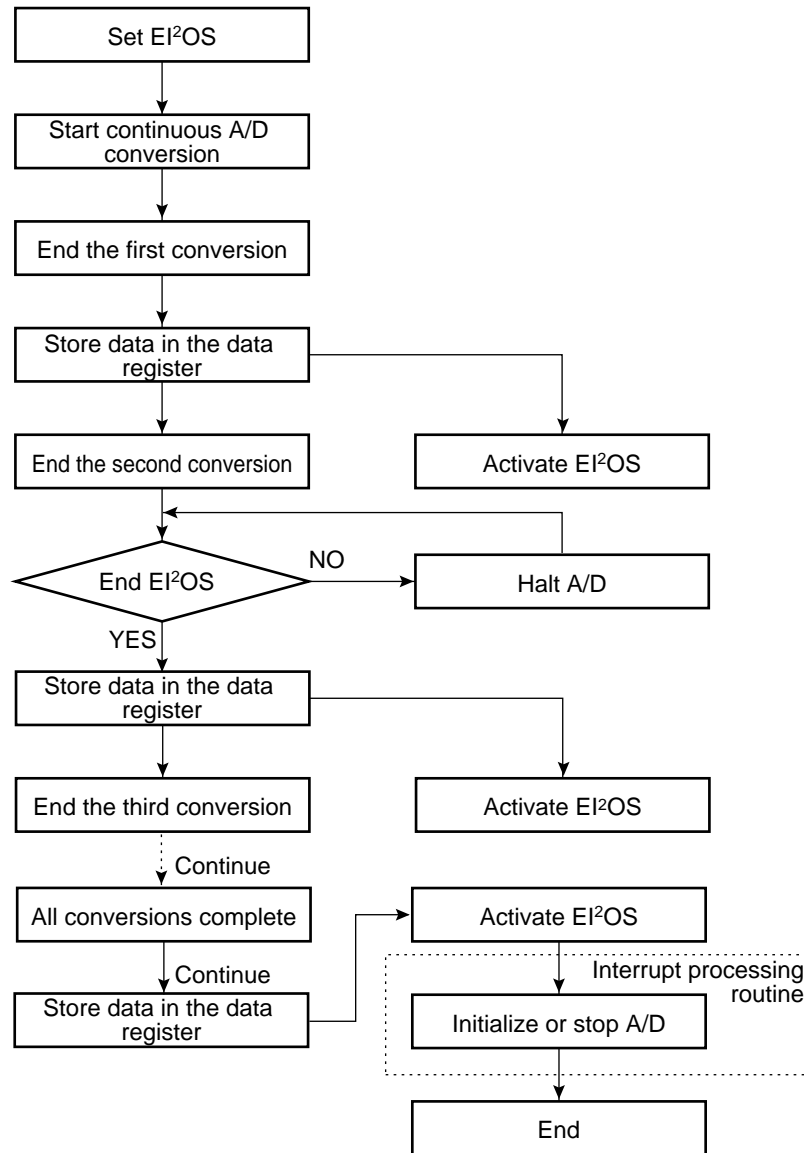 Set EI²OS
Start continuous A/D
conversion
End the first conversion
Store data in the data
register
End the second conversion
Activate EI²OS
End EI²OS
NO
Halt A/D
YES
Store data in the data
register
End the third conversion
Activate EI²OS
Continue
All conversions complete
Activate EI²OS
Continue
Interrupt processing
routine
Store data in the data
register
Initialize or stop A/D
End